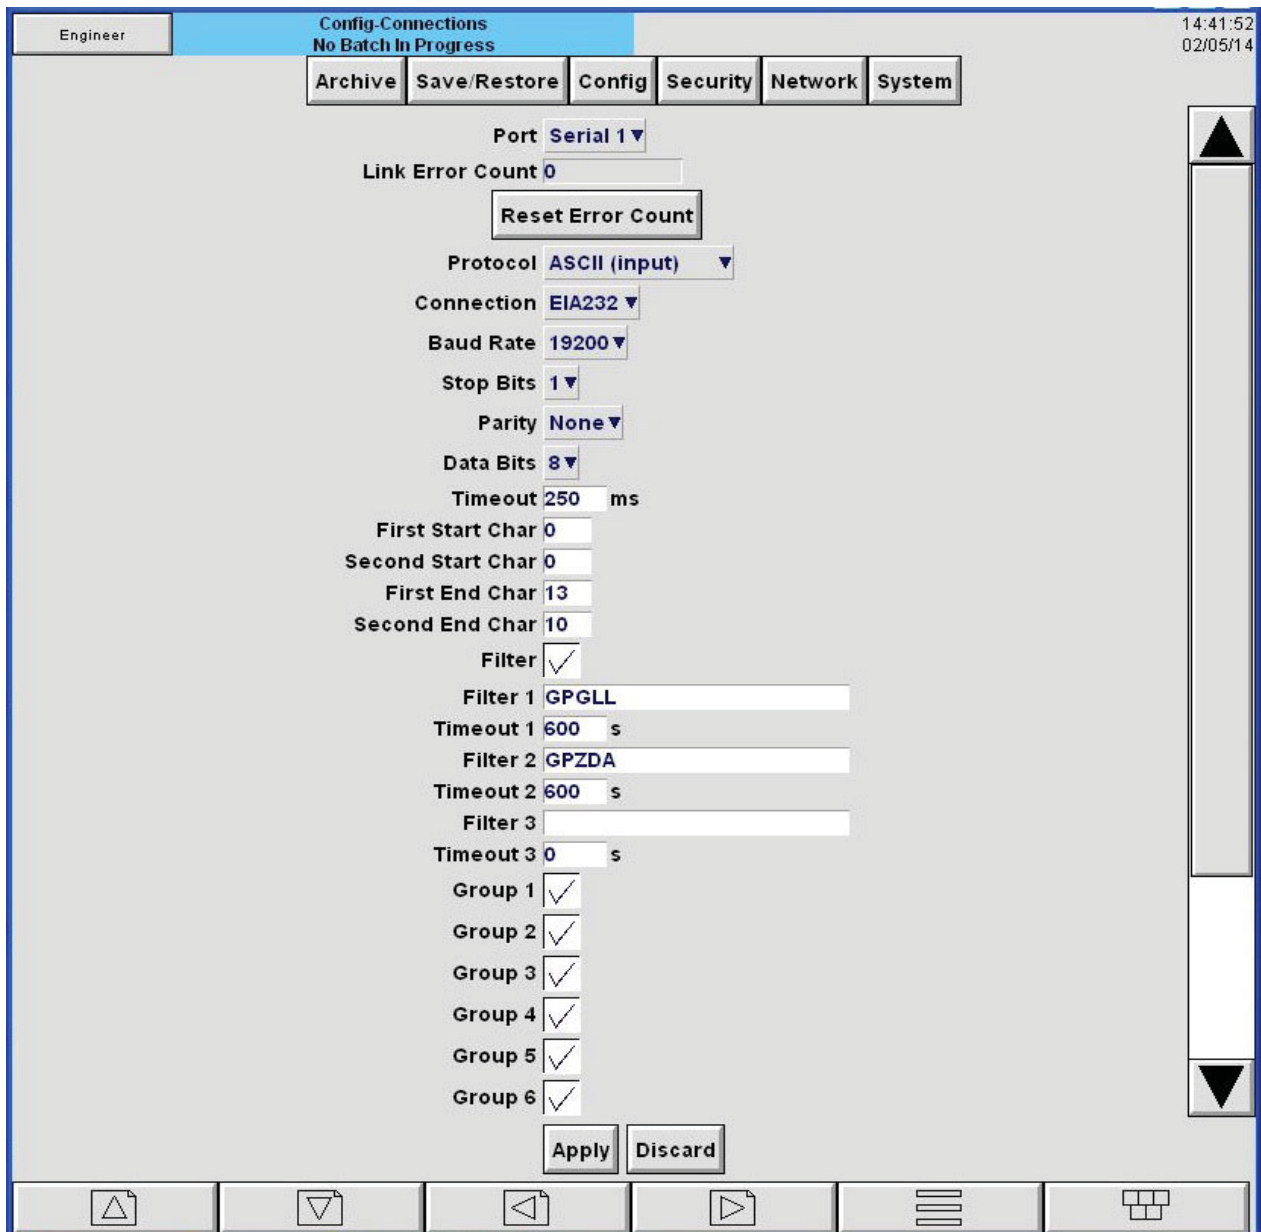 Engineer
Config-Connections
No Batch In Progress
14:41:52
02/05/14
Archive Save/Restore Config Security Network System
Port Serial 1
Link Error Count 0
Reset Error Count
Protocol ASCII (input)
Connection EIA232
Baud Rate 19200
Stop Bits 1
Parity None
Data Bits 8
Timeout 250 ms
First Start Char 0
Second Start Char 0
First End Char 13
Second End Char 10
Filter
Filter 1 GPGLL
Timeout 1 600 s
Filter 2 GPZDA
Timeout 2 600 s
Filter 3
Timeout 3 0 s
Group 1
Group 2
Group 3
Group 4
Group 5
Group 6
Apply Discard